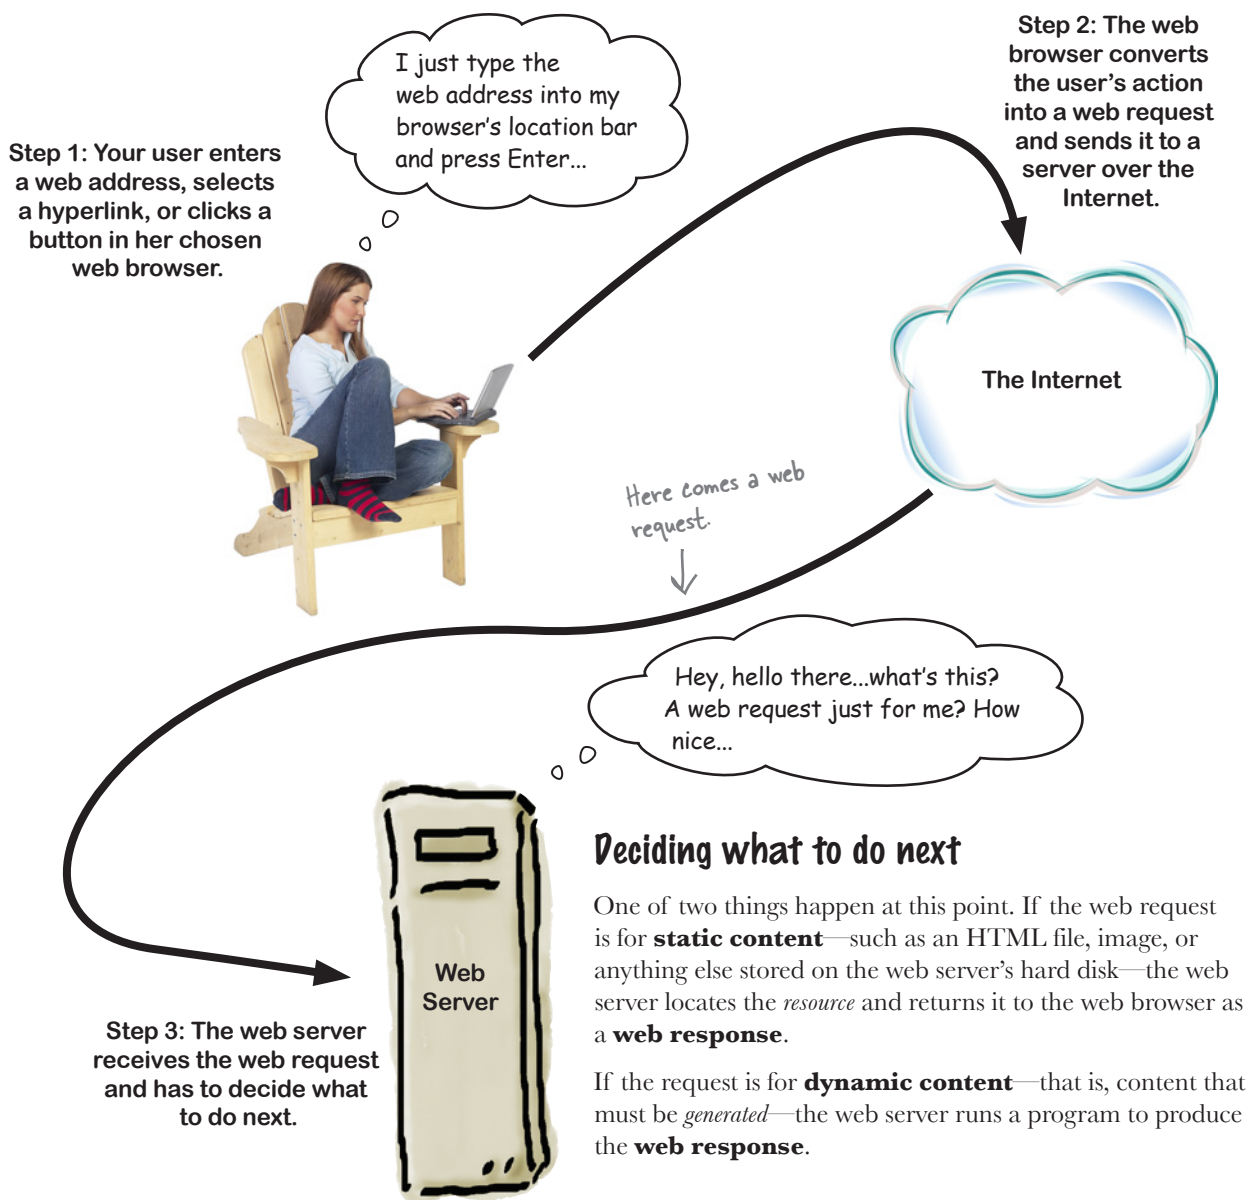 I just type the
web address into my
browser's location bar
and press Enter...
Step 1: Your user enters
a web address, selects
a hyperlink, or clicks a
button in her chosen
web browser.
Step 2: The web
browser converts
the user's action
into a web request
and sends it to a
server over the
Internet.
The Internet
Here comes a web
request.
Hey, hello there...what's this?
A web request just for me? How
nice...
Web
Server
Step 3: The web server
receives the web request
and has to decide what
to do next.
Deciding what to do next
One of two things happen at this point. If the web request
is for static content—such as an HTML file, image, or
anything else stored on the web server's hard disk—the web
server locates the resource and returns it to the web browser as
a web response.
If the request is for dynamic content—that is, content that
must be generated—the web server runs a program to produce
the web response.